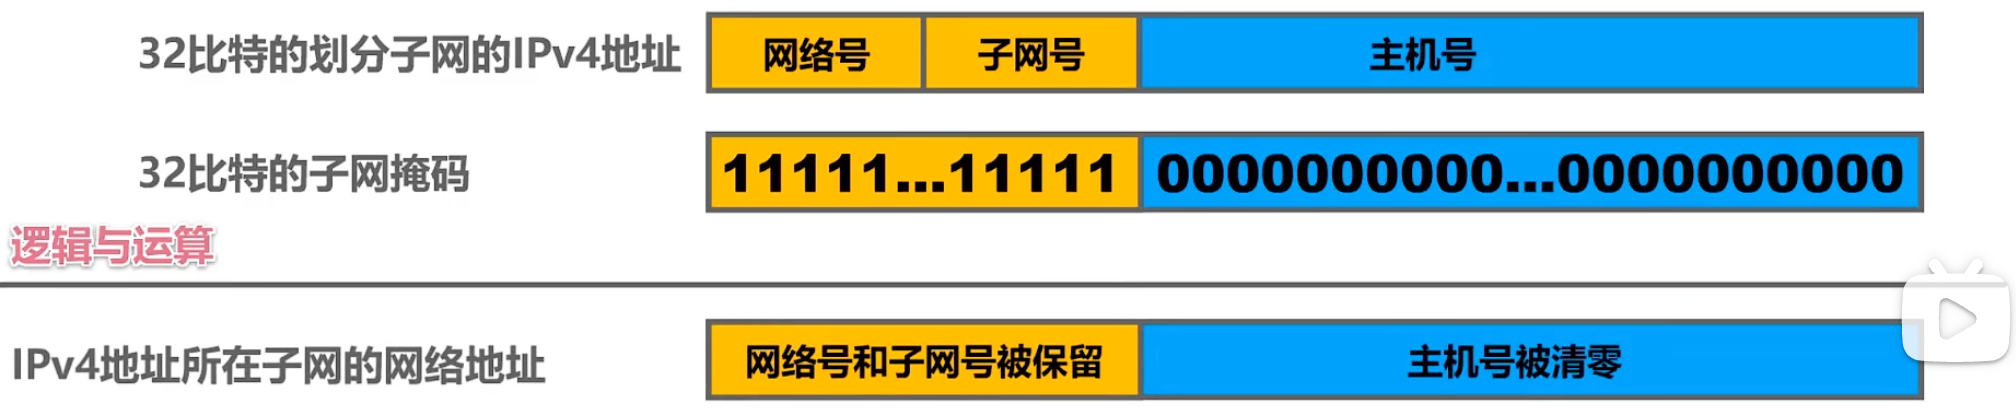 32比特的划分子网的IPv4地址 网络号 子网号 主机号
32比特的子网掩码 11111...11111 0000000000...0000000000
逻辑与运算
IPv4地址所在子网的网络地址 网络号和子网号被保留 主机号被清零